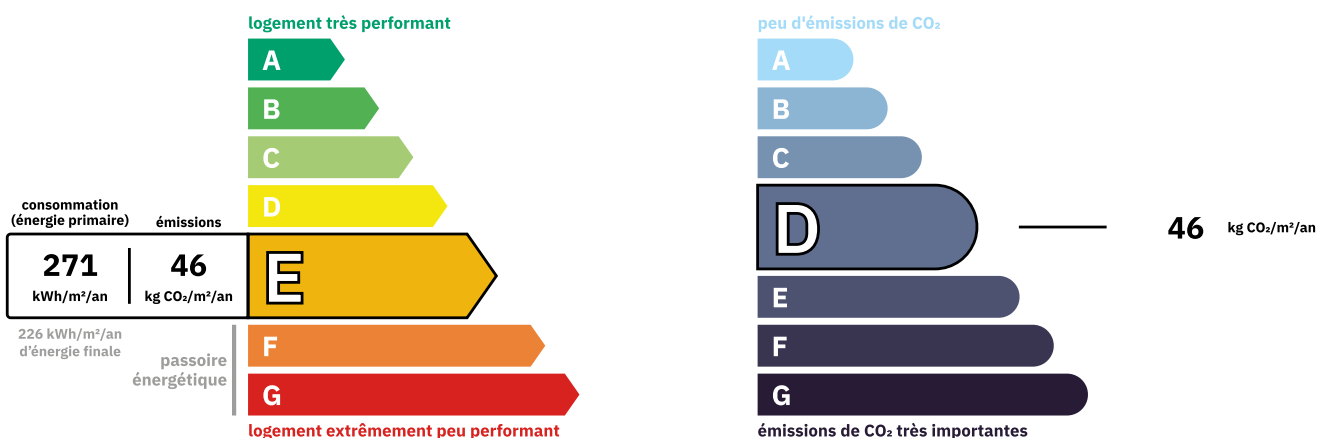 logement très performant
A
B
C
D
consommation
(énergie primaire)
émissions
271
kWh/m²/an
46
kg CO₂/m²/an
E
226 kWh/m²/an
d'énergie finale
passoire
énergétique
F
G
logement extrêmement peu performant
peu d'émissions de CO₂
A
B
C
D
46 kg CO₂/m²/an
E
F
G
émissions de CO₂ très importantes